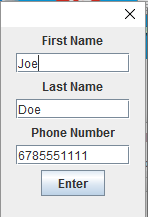 First Name
Joe
Last Name
Doe
Phone Number
6785551111
Enter